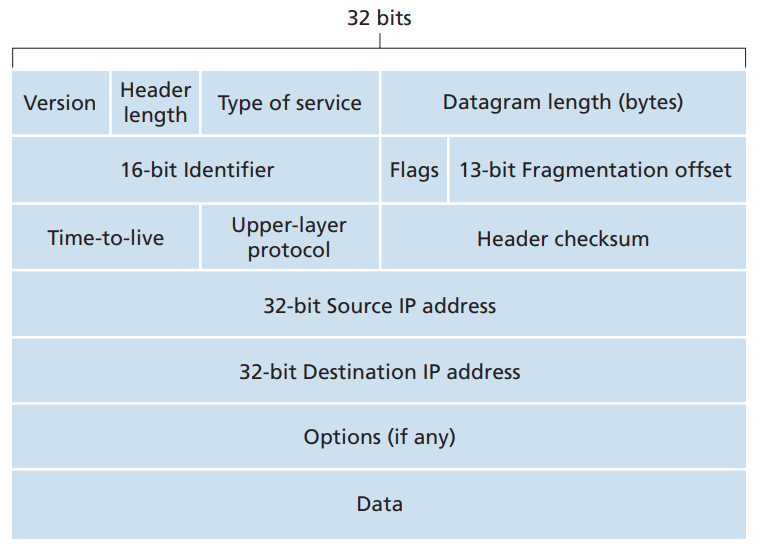 32 bits
Version
Header
length
Type of service
Datagram length (bytes)
16-bit Identifier
Flags
13-bit Fragmentation offset
Time-to-live
Upper-layer
protocol
Header checksum
32-bit Source IP address
32-bit Destination IP address
Options (if any)
Data